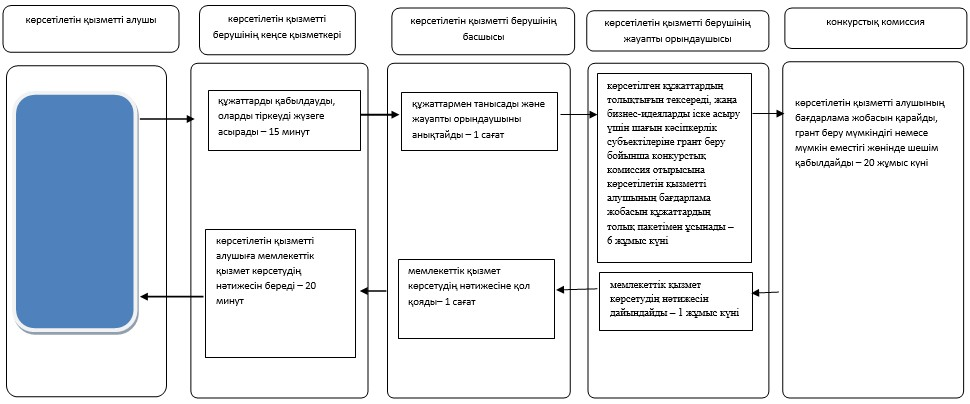 көрсетілетін қызметті алушы
көрсетілетін қызметті
берушінің кеңсе қызметкері
көрсетілетін қызметті берушінің
басшысы
көрсетілетін қызметті берушінің
жауапты орындаушысы
конкурстық комиссия
құжаттарды қабылдауды,
оларды тіркеуді жүзеге
асырады – 15 минут
құжаттармен танысады және
жауапты орындаушыны
анықтайды – 1 сағат
көрсетілген құжаттардың
толықтығын тексереді, жаңа
бизнес-идеяларды іске асыру
үшін шағын кәсіпкерлік
субъектілеріне грант беру
бойынша конкурстық
комиссия отырысына
көрсетілетін қызметті
алушының бағдарлама
жобасын құжаттардың
толық пакетімен ұсынады –
6 жұмыс күні
көрсетілетін қызметті алушының
бағдарлама жобасын қарайды,
грант беру мүмкіндігі немесе
мүмкін еместігі жөнінде шешім
қабылдайды – 20 жұмыс күні
көрсетілетін қызметті
алушыға мемлекеттік
қызмет көрсетудің
нәтижесін береді – 20
минут
мемлекеттік қызмет
көрсетудің нәтижесіне қол
қояды– 1 сағат
мемлекеттік қызмет
көрсетудің нәтижесін
дайындайды – 1 жұмыс күні